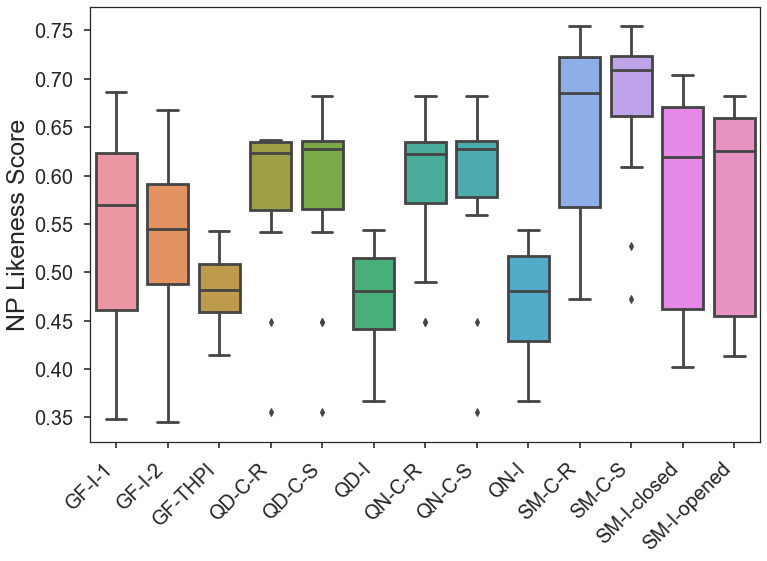 NP Likeness Score
0.75
0.70
0.65
0.60
0.55
0.50
0.45
0.40
0.35
GF-I-1
GF-I-2
GF-THPI
QD-C-R
QD-C-S
QD-I
QN-C-R
QN-C-S
QN-I
SM-C-R
SM-C-S
SM-I-closed
SM-I-opened